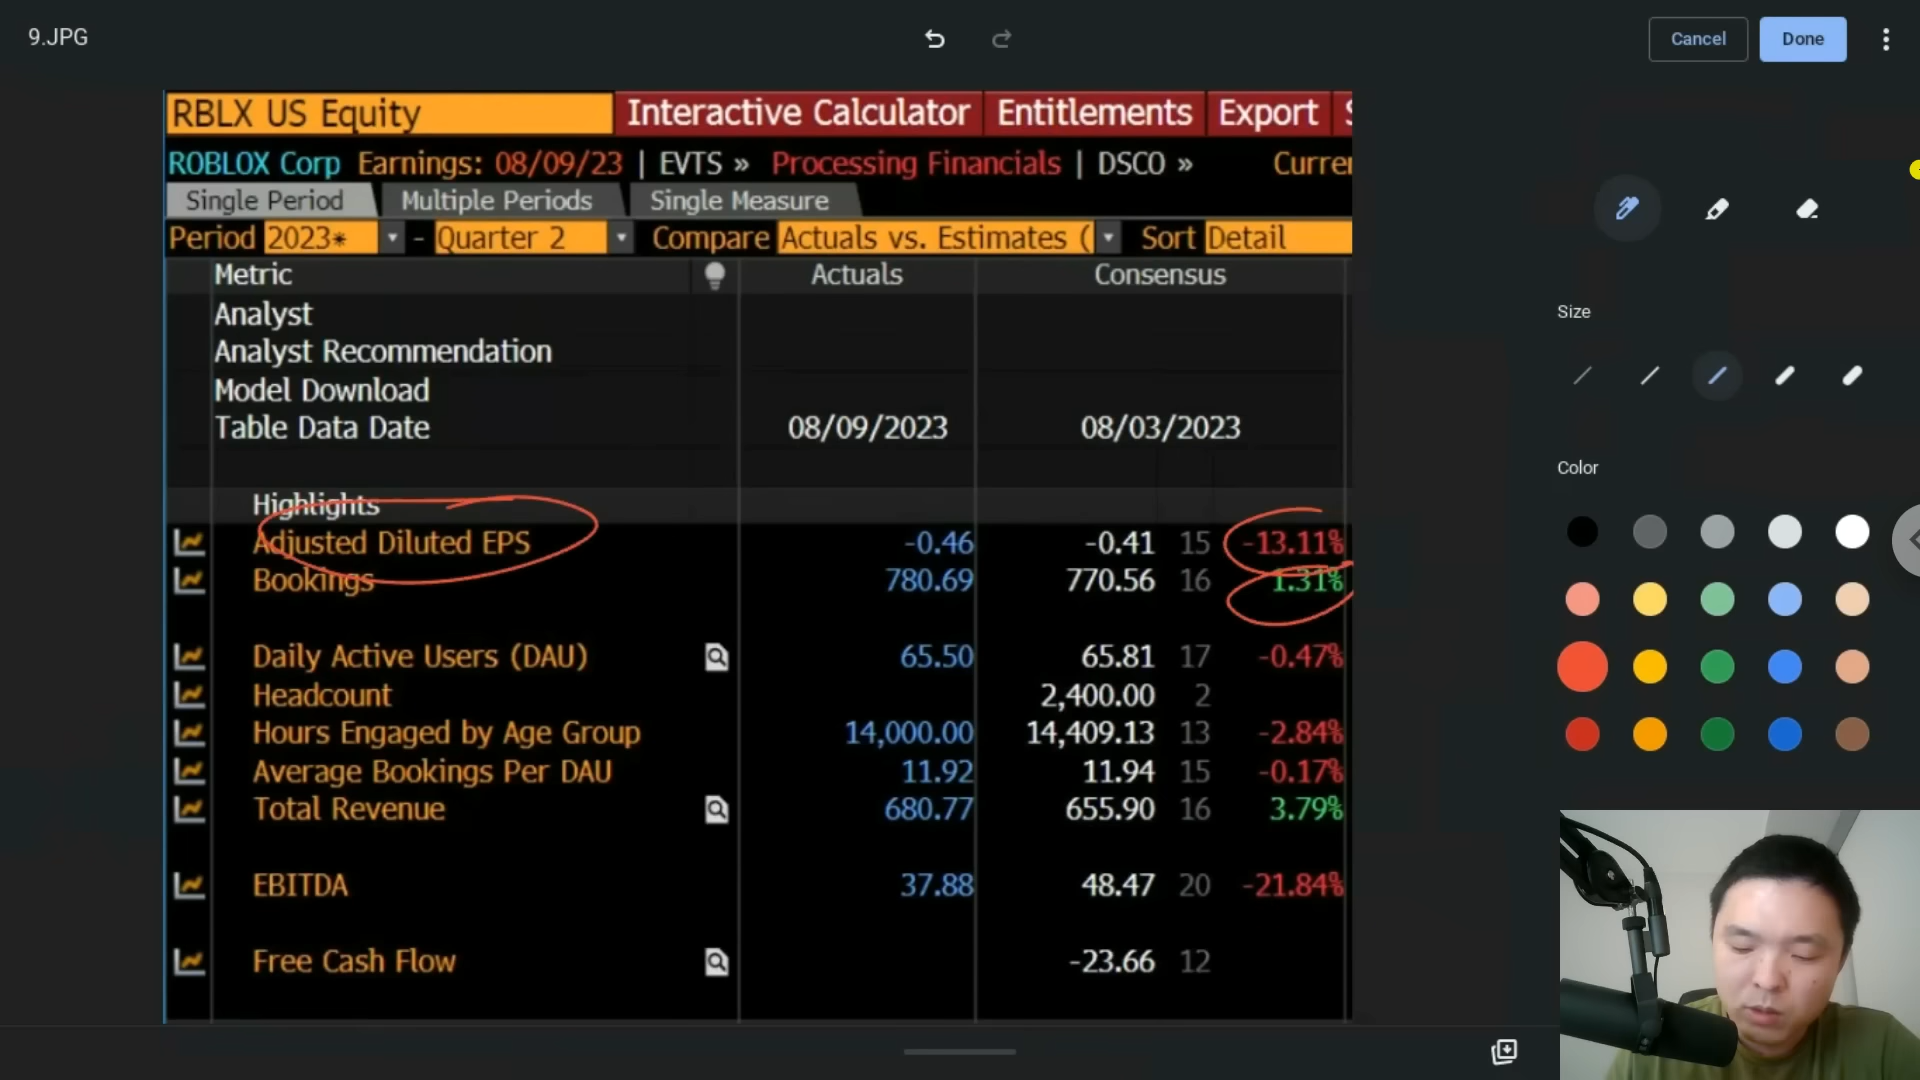 9.JPG
Cancel
Done
RBLX US Equity
Interactive Calculator
Entitlements
Export
ROBLOX Corp Earnings: 08/09/23 | EVTS » Processing Financials | DSCO »
Single Period
Multiple Periods
Single Measure
Period 2023* - Quarter 2 Compare Actuals vs. Estimates ( Sort Detail
Metric Actuals Consensus
Analyst
Analyst Recommendation
Model Download
Table Data Date 08/09/2023 08/03/2023
Highlights
Adjusted Diluted EPS -0.46 -0.41 15 -13.11%
Bookings 780.69 770.56 16 1.31%
Daily Active Users (DAU) 65.50 65.81 17 -0.47%
Headcount 2,400.00 2
Hours Engaged by Age Group 14,000.00 14,409.13 13 -2.84%
Average Bookings Per DAU 11.92 11.94 15 -0.17%
Total Revenue 680.77 655.90 16 3.79%
EBITDA 37.88 48.47 20 -21.84%
Free Cash Flow -23.66 12
Size
Color